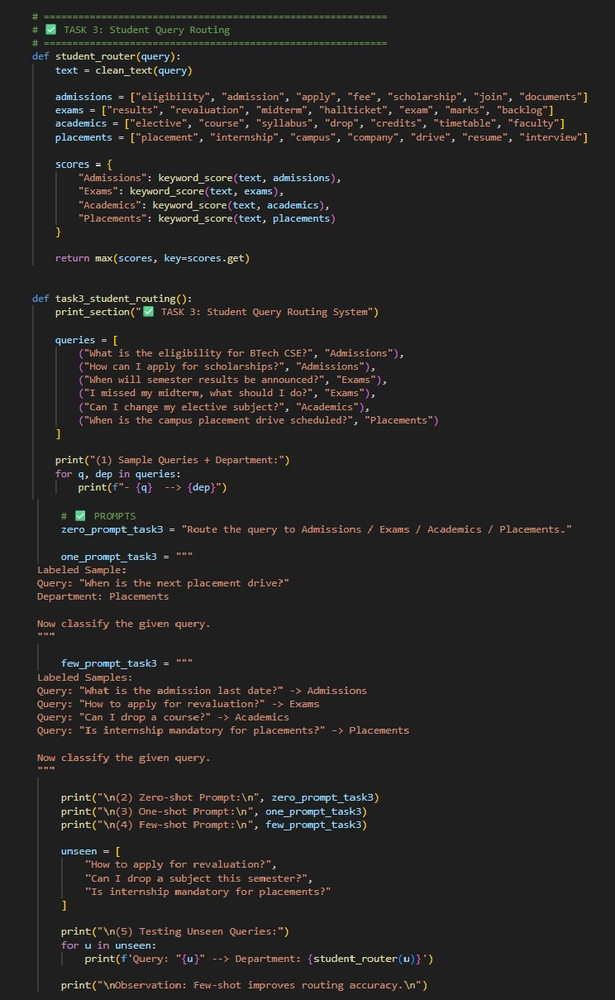 # ============================================================
# ✅ TASK 3: Student Query Routing
# ============================================================
def student_router(query):
    text = clean_text(query)

    admissions = ["eligibility", "admission", "apply", "fee", "scholarship", "join", "documents"]
    exams = ["results", "revaluation", "midterm", "hallticket", "exam", "marks", "backlog"]
    academics = ["elective", "course", "syllabus", "drop", "credits", "timetable", "faculty"]
    placements = ["placement", "internship", "campus", "company", "drive", "resume", "interview"]

    scores = {
        "Admissions": keyword_score(text, admissions),
        "Exams": keyword_score(text, exams),
        "Academics": keyword_score(text, academics),
        "Placements": keyword_score(text, placements)
    }

    return max(scores, key=scores.get)


def task3_student_routing():
    print_section("✅ TASK 3: Student Query Routing System")

    queries = [
        ("What is the eligibility for BTech CSE?", "Admissions"),
        ("How can I apply for scholarships?", "Admissions"),
        ("When will semester results be announced?", "Exams"),
        ("I missed my midterm, what should I do?", "Exams"),
        ("Can I change my elective subject?", "Academics"),
        ("When is the campus placement drive scheduled?", "Placements")
    ]

    print("(1) Sample Queries + Department:")
    for q, dep in queries:
        print(f"- {q}  --> {dep}")

    # ✅ PROMPTS
    zero_prompt_task3 = "Route the query to Admissions / Exams / Academics / Placements."

    one_prompt_task3 = """
Labeled Sample:
Query: "When is the next placement drive?"
Department: Placements

Now classify the given query.
"""

    few_prompt_task3 = """
Labeled Samples:
Query: "What is the admission last date?" -> Admissions
Query: "How to apply for revaluation?" -> Exams
Query: "Can I drop a course?" -> Academics
Query: "Is internship mandatory for placements?" -> Placements

Now classify the given query.
"""

    print("\n(2) Zero-shot Prompt:\n", zero_prompt_task3)
    print("\n(3) One-shot Prompt:\n", one_prompt_task3)
    print("\n(4) Few-shot Prompt:\n", few_prompt_task3)

    unseen = [
        "How to apply for revaluation?",
        "Can I drop a subject this semester?",
        "Is internship mandatory for placements?"
    ]

    print("\n(5) Testing Unseen Queries:")
    for u in unseen:
        print(f'Query: "{u}" --> Department: {student_router(u)}')

    print("\nObservation: Few-shot improves routing accuracy.\n")